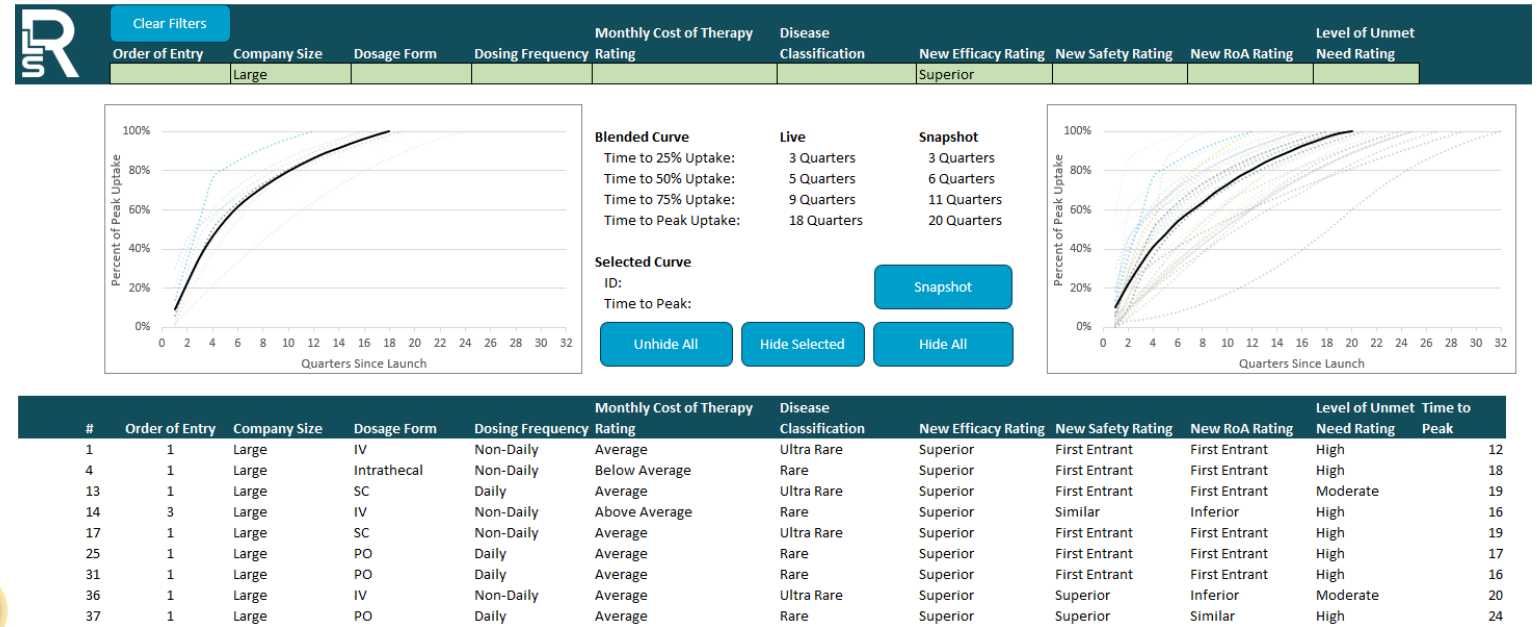 RLS
Clear Filters
Monthly Cost of Therapy Disease Level of Unmet
Order of Entry Company Size Dosage Form Dosing Frequency Rating Classification New Efficacy Rating New Safety Rating New RoA Rating Need Rating
Large Superior
100%
80%
60%
40%
20%
0%
Percent of Peak Uptake
0 2 4 6 8 10 12 14 16 18 20 22 24 26 28 30 32
Quarters Since Launch
Blended Curve Live Snapshot
Time to 25% Uptake: 3 Quarters 3 Quarters
Time to 50% Uptake: 5 Quarters 6 Quarters
Time to 75% Uptake: 9 Quarters 11 Quarters
Time to Peak Uptake: 18 Quarters 20 Quarters
Selected Curve
ID:
Time to Peak:
Snapshot
Unhide All Hide Selected Hide All
100%
80%
60%
40%
20%
0%
Percent of Peak Uptake
0 2 4 6 8 10 12 14 16 18 20 22 24 26 28 30 32
Quarters Since Launch
Monthly Cost of Therapy Disease Level of Unmet Time to
# Order of Entry Company Size Dosage Form Dosing Frequency Rating Classification New Efficacy Rating New Safety Rating New RoA Rating Need Rating Peak
1 1 Large IV Non-Daily Average Ultra Rare Superior First Entrant First Entrant High 12
4 1 Large Intrathecal Non-Daily Below Average Rare Superior First Entrant First Entrant High 18
13 1 Large SC Daily Average Ultra Rare Superior First Entrant First Entrant Moderate 19
14 3 Large IV Non-Daily Above Average Rare Superior Similar Inferior High 16
17 1 Large SC Non-Daily Average Ultra Rare Superior First Entrant First Entrant High 19
25 1 Large PO Daily Average Rare Superior First Entrant First Entrant High 17
31 1 Large PO Daily Average Rare Superior First Entrant First Entrant High 16
36 1 Large IV Non-Daily Average Ultra Rare Superior Superior Inferior Moderate 20
37 1 Large PO Daily Average Rare Superior Superior Similar High 24